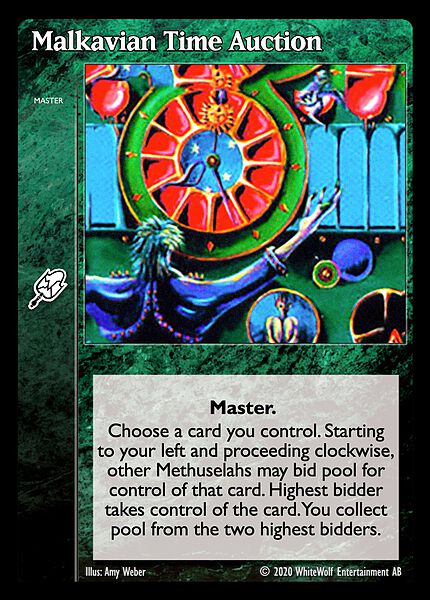 Malkavian Time Auction
MASTER
Master.
Choose a card you control. Starting
to your left and proceeding clockwise,
other Methuselahs may bid pool for
control of that card. Highest bidder
takes control of the card.You collect
pool from the two highest bidders.
Illus: Amy Weber
© 2020 WhiteWolf Entertainment AB